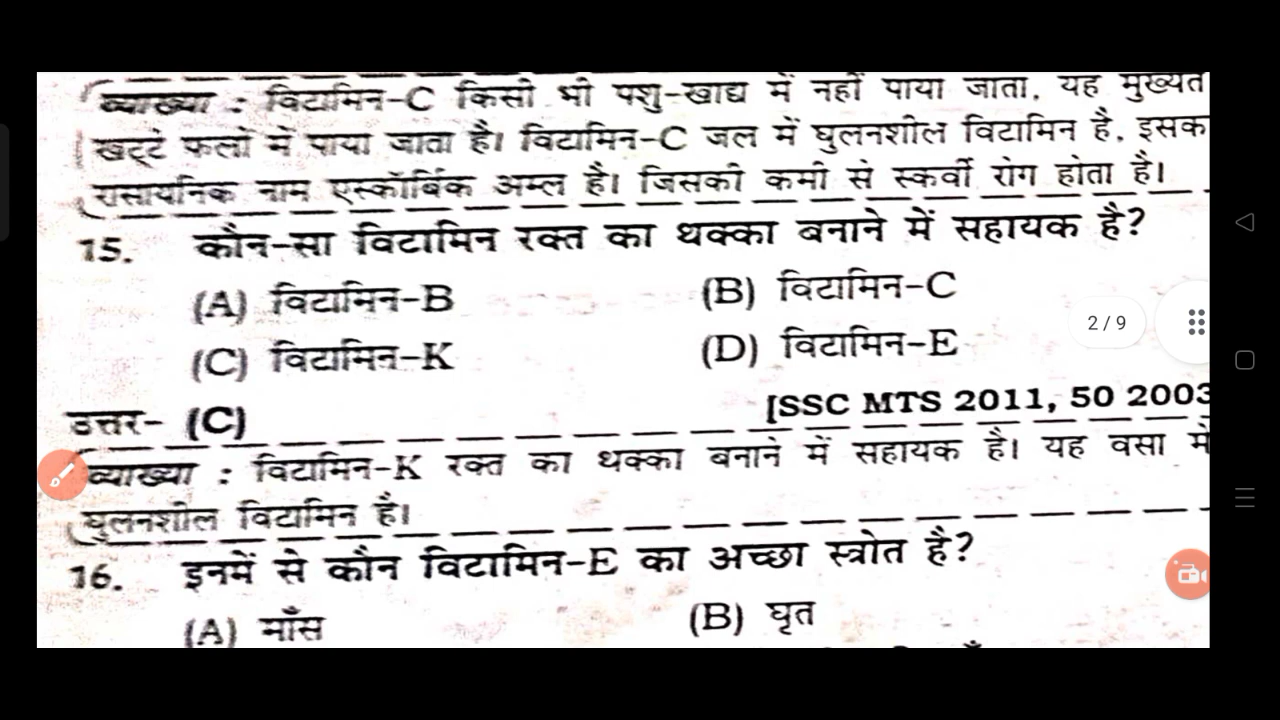 व्याख्या : विटामिन-C किसी भी पशु-खाद्य में नहीं पाया जाता, यह मुख्यत
खट्टे फलों में पाया जाता है। विटामिन-C जल में घुलनशील विटामिन है, इसक
रासायनिक नाम एस्कॉर्बिक अम्ल है। जिसकी कमी से स्कर्वी रोग होता है।
15. कौन-सा विटामिन रक्त का थक्का बनाने में सहायक है?
(A) विटामिन-B (B) विटामिन-C
(C) विटामिन-K (D) विटामिन-E
2/9
उत्तर- (C) [SSC MTS 2011, 50 2003
व्याख्या : विटामिन-K रक्त का थक्का बनाने में सहायक है। यह वसा में
घुलनशील विटामिन है।
16. इनमें से कौन विटामिन-E का अच्छा स्त्रोत है?
(A) माँस (B) घृत